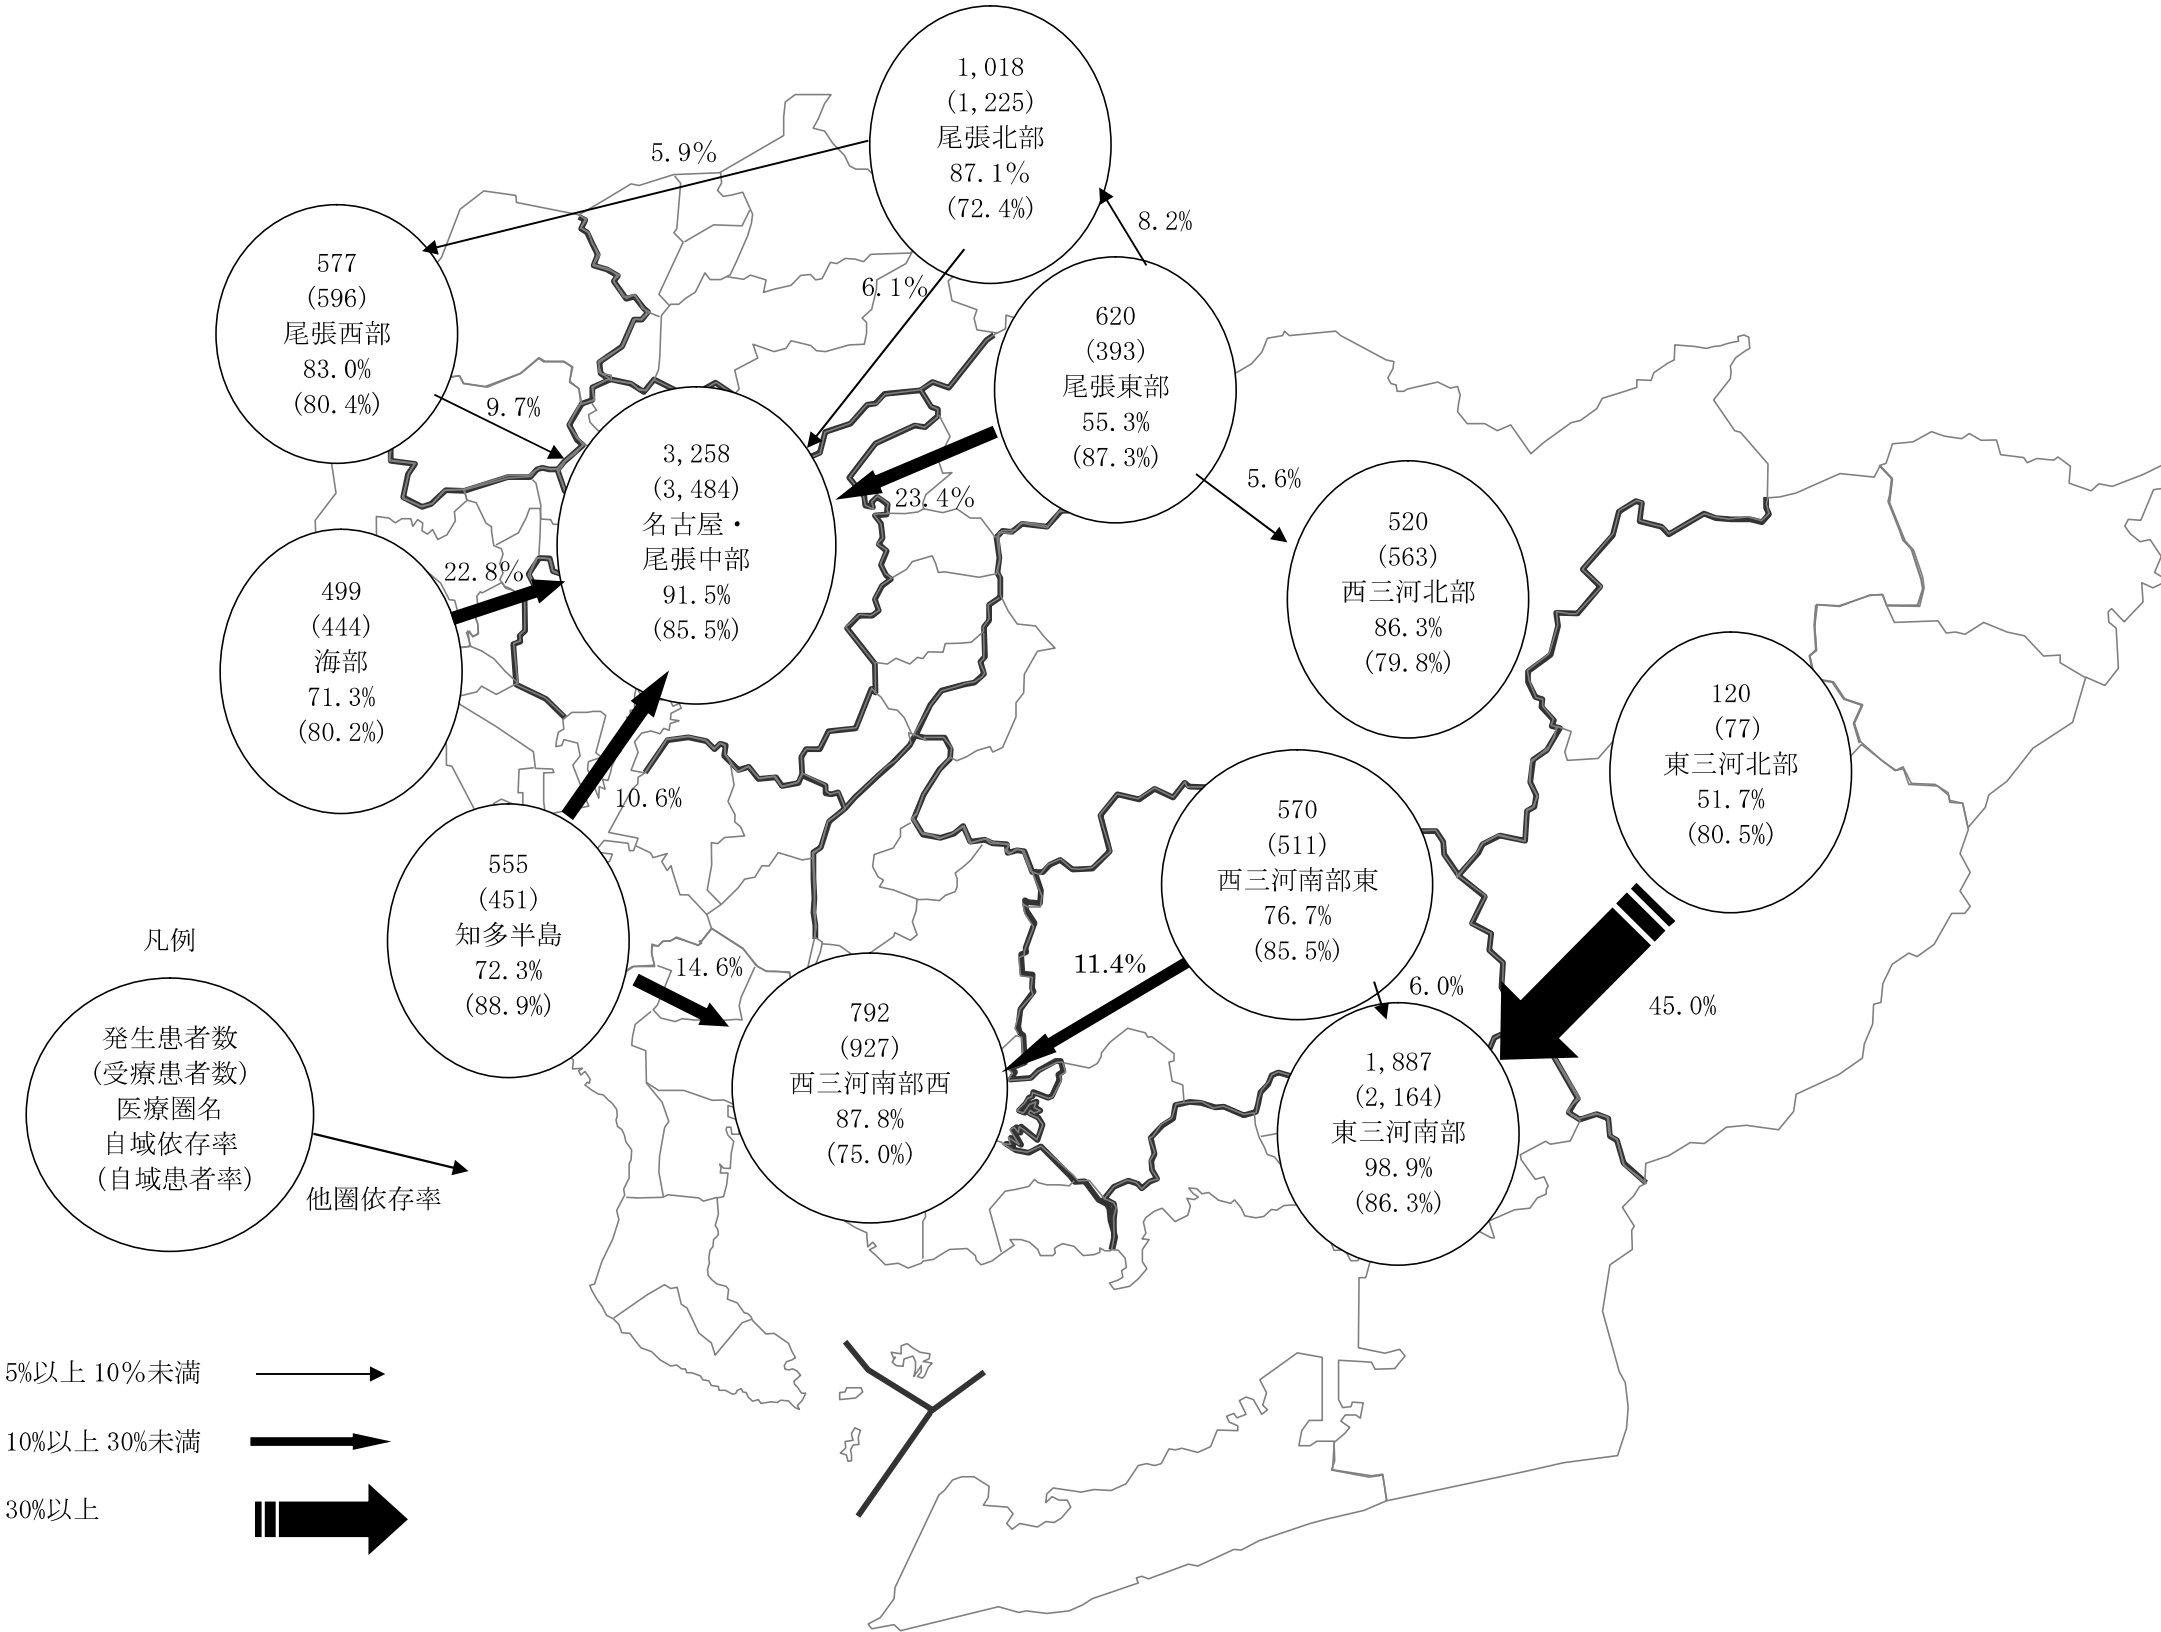 1,018
(1,225)
尾張北部
87.1%
(72.4%)
5.9%
8.2%
577
(596)
尾張西部
83.0%
(80.4%)
6.1%
620
(393)
尾張東部
55.3%
(87.3%)
9.7%
3,258
(3,484)
名古屋・
尾張中部
91.5%
(85.5%)
23.4%
5.6%
520
(563)
西三河北部
86.3%
(79.8%)
22.8%
499
(444)
海部
71.3%
(80.2%)
120
(77)
東三河北部
51.7%
(80.5%)
10.6%
570
(511)
西三河南部東
76.7%
(85.5%)
555
(451)
知多半島
72.3%
(88.9%)
14.6%
11.4%
6.0%
45.0%
792
(927)
西三河南部西
87.8%
(75.0%)
1,887
(2,164)
東三河南部
98.9%
(86.3%)
凡例
発生患者数
(受療患者数)
医療圏名
自域依存率
(自域患者率)
他圏依存率
5%以上 10%未満
10%以上 30%未満
30%以上